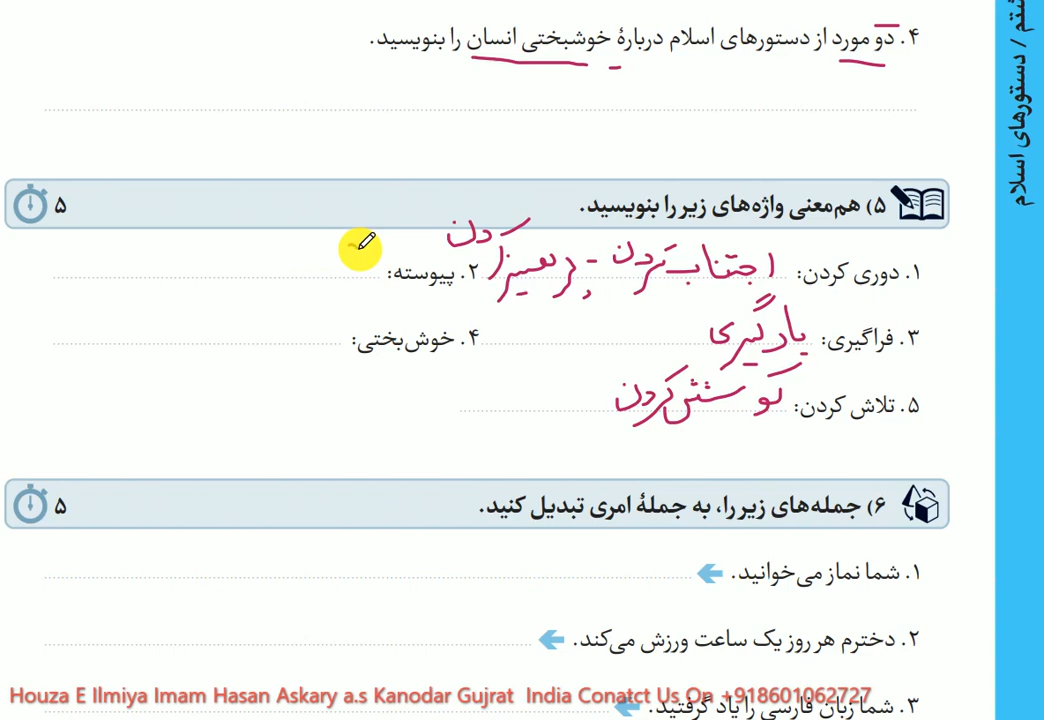 ۴. دو مورد از دستورهای اسلام دربارهٔ خوشبختی انسان را بنویسید.
شتم / دستورهای اسلام
۵) هم‌معنی واژه‌های زیر را بنویسید. ۵
۱. دوری کردن: اجتناب کردن - پرهیز کردن ۲. پیوسته:
۳. فراگیری: یادگیری ۴. خوش‌بختی:
۵. تلاش کردن: کوشش کردن
۶) جمله‌های زیر را، به جملهٔ امری تبدیل کنید. ۵
۱. شما نماز می‌خوانید.
۲. دخترم هر روز یک ساعت ورزش می‌کند.
۳. شما زبان فارسی را یاد گرفتید.
Houza E Ilmiya Imam Hasan Askary a.s Kanodar Gujrat India Conatct Us On +918601062727